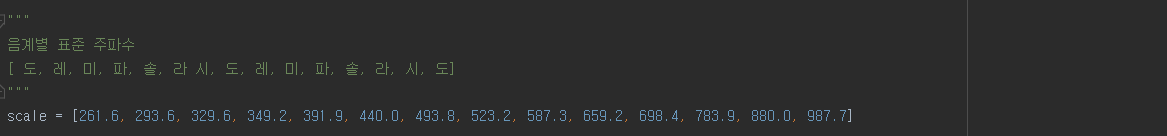 """
음계별 표준 주파수
[ 도, 레, 미, 파, 솔, 라 시, 도, 레, 미, 파, 솔, 라, 시, 도]
"""
scale = [261.6, 293.6, 329.6, 349.2, 391.9, 440.0, 493.8, 523.2, 587.3, 659.2, 698.4, 783.9, 880.0, 987.7]